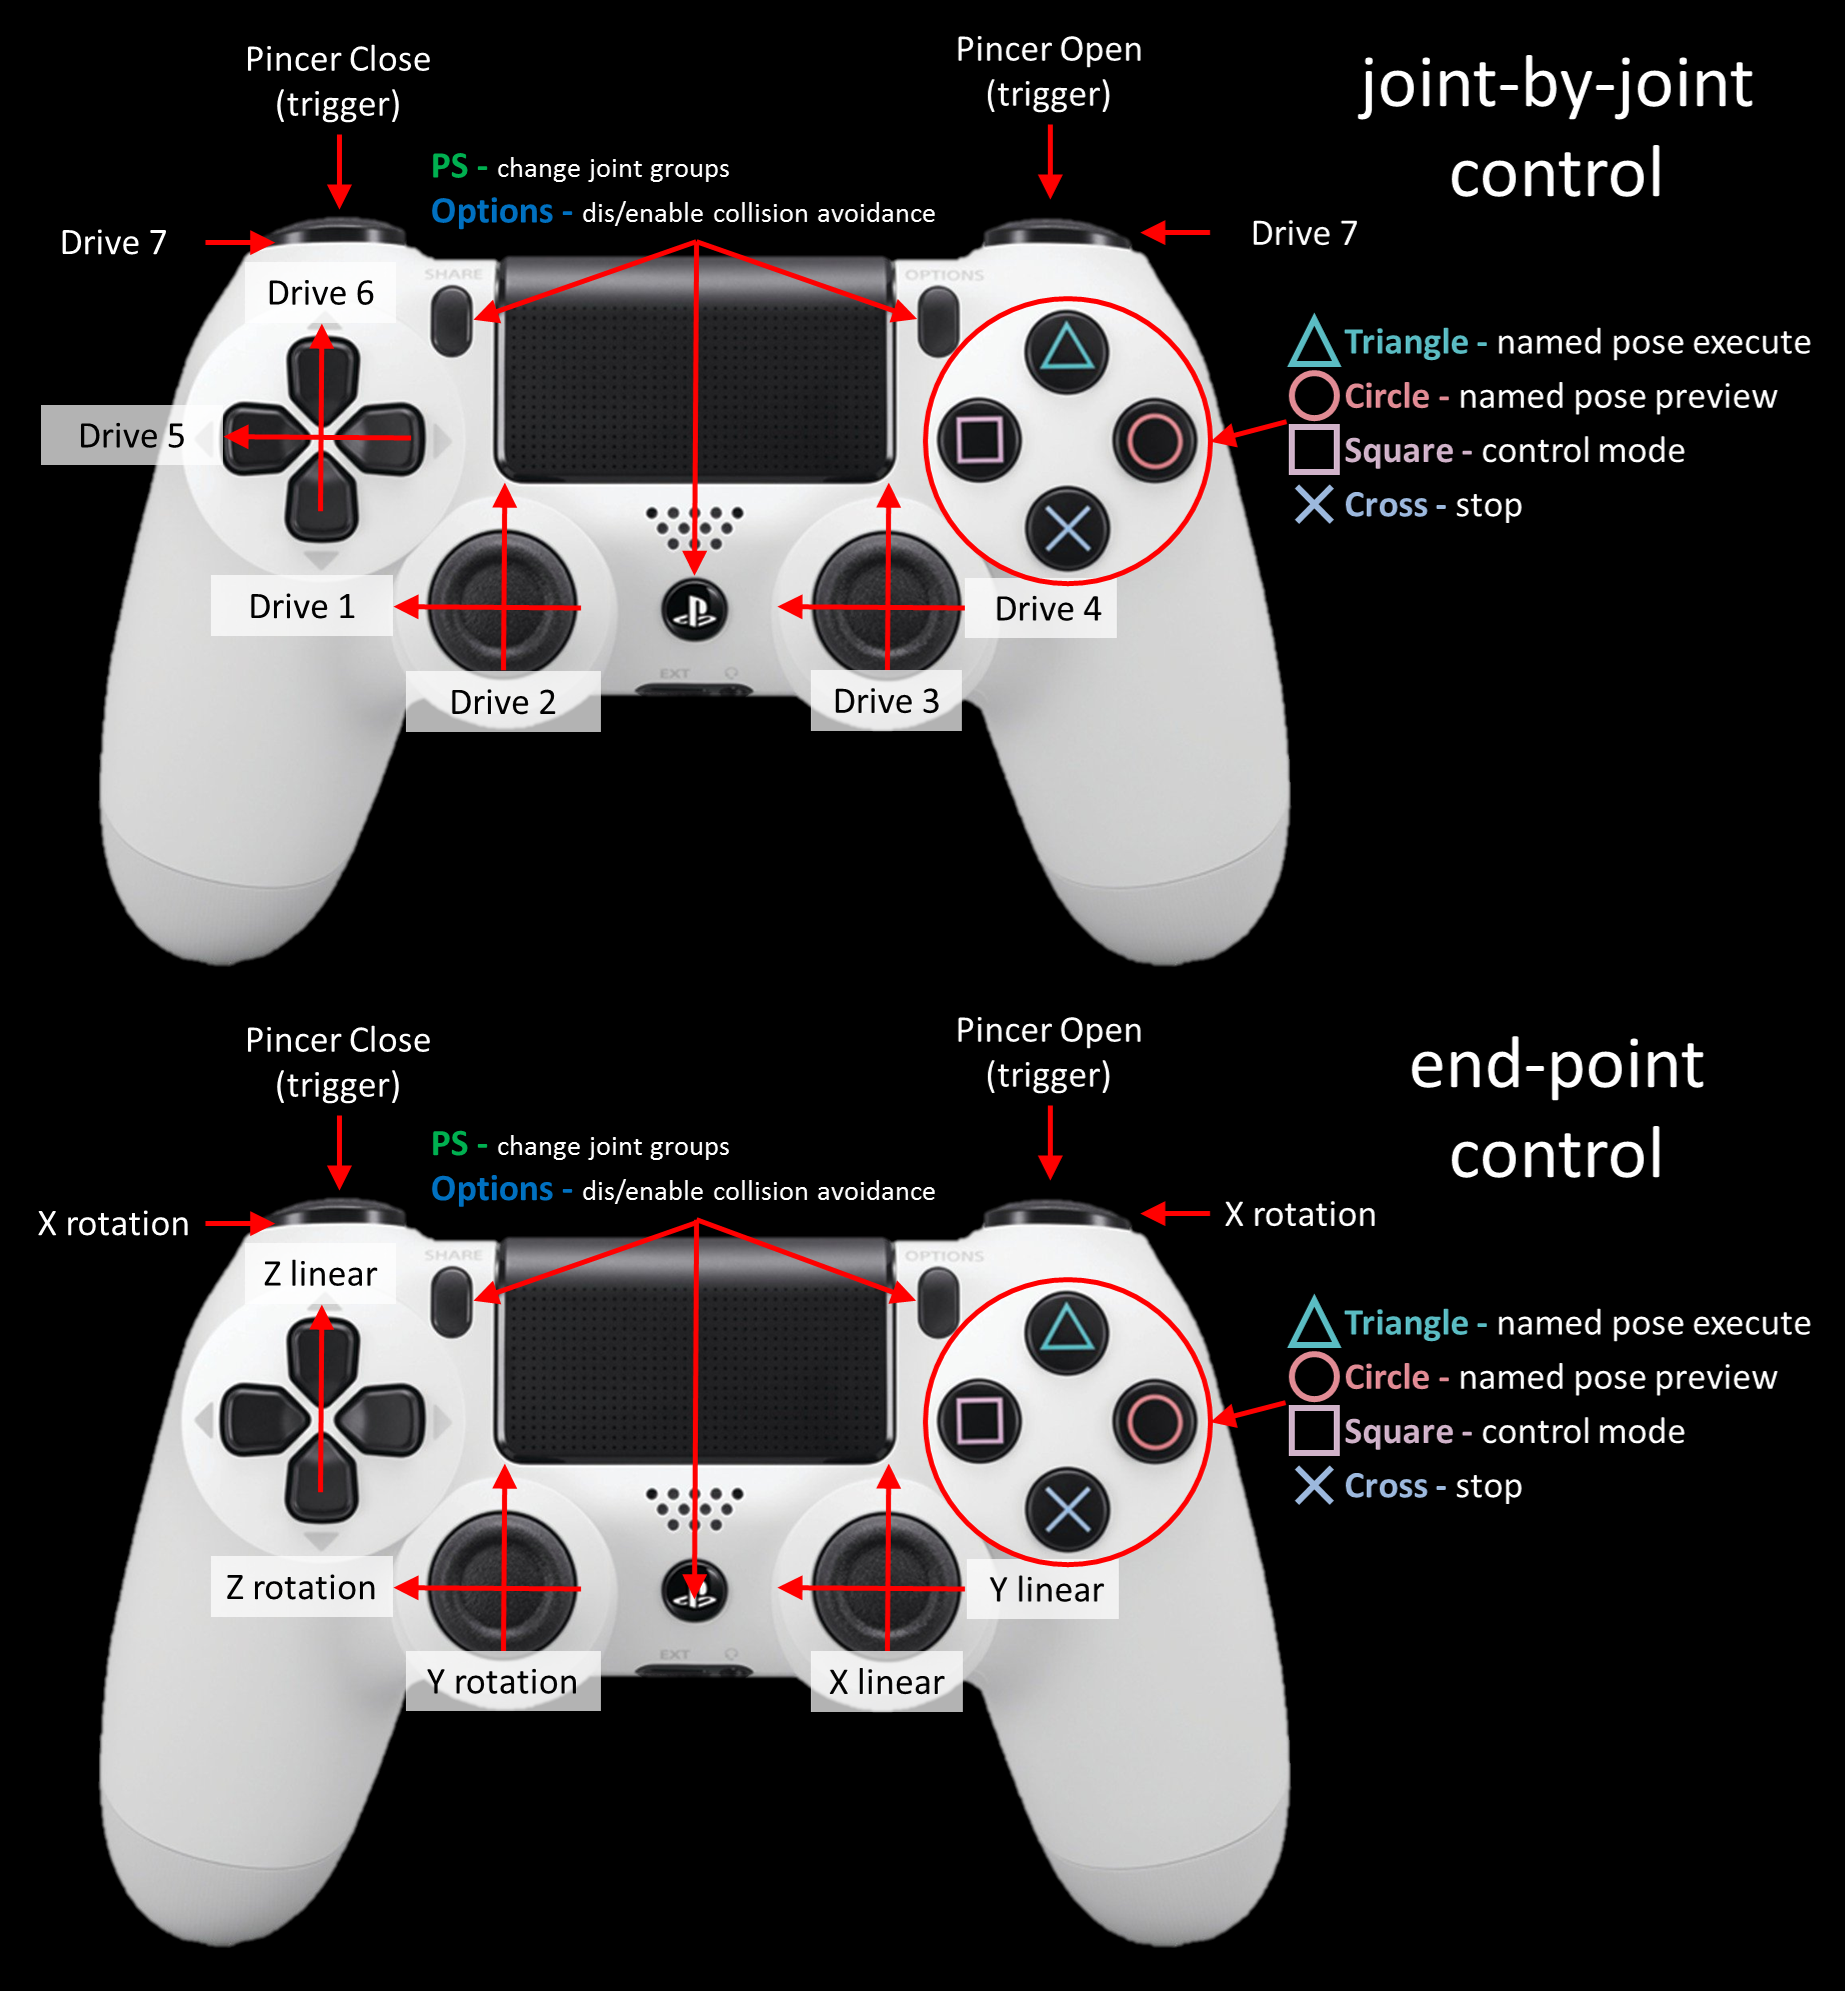 Pincer Close
(trigger)
Pincer Open
(trigger)
joint-by-joint
control
PS - change joint groups
Options - dis/enable collision avoidance
Drive 7
Drive 7
SHARE
OPTIONS
Drive 6
Triangle - named pose execute
Circle - named pose preview
Drive 5
Square - control mode
Cross - stop
Drive 1
Drive 4
EXT
Drive 2
Drive 3
Pincer Close
(trigger)
Pincer Open
(trigger)
end-point
control
PS - change joint groups
Options - dis/enable collision avoidance
X rotation
X rotation
SHARE
OPTIONS
Z linear
Triangle - named pose execute
Circle - named pose preview
Square - control mode
Cross - stop
Z rotation
Y linear
EXT
Y rotation
X linear